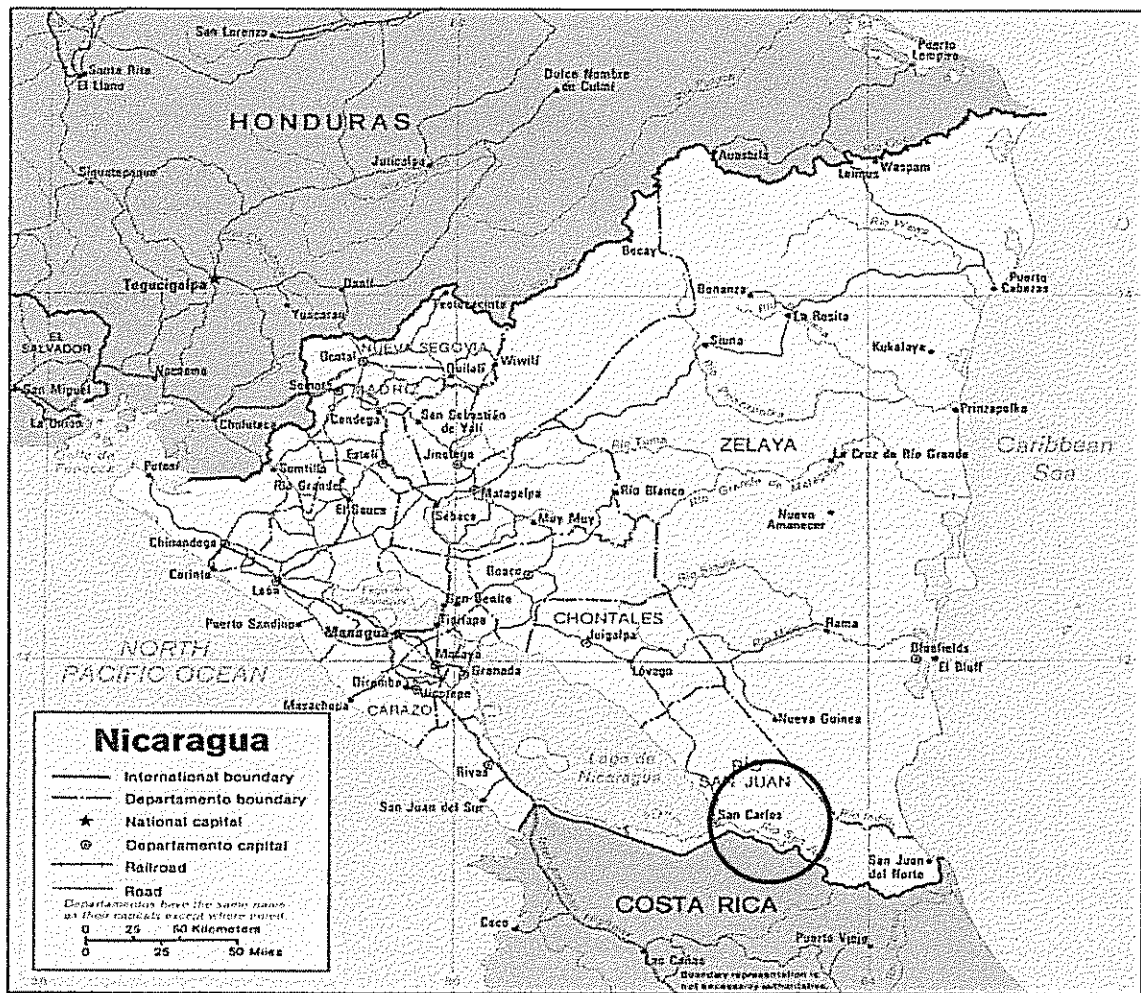 San Lorenzo
Puerto
Lempira
Santa Rita
El Llano
Dulce Nombre
de Culmí
HONDURAS
Juticalpa
Siguatepeque
Auasbila
Leimus
Waspam
Río Wawa
Tegucigalpa
Danlí
Bocay
Bonanza
Puerto
Cabezas
14
Teotecacinte
Yuscarán
La Rosita
EL
SALVADOR
Ocotal
NUEVA SEGOVIA
Wiwilí
Siuna
Kukalaya
Nacaome
Quilalí
San Miguel
Somoto
MADRIZ
Prinzapolka
La Unión
Choluteca
Condega
San Sebastián
de Yalí
ZELAYA
Caribbean
Sea
Golfo de
Fonseca
Río Tuma
La Cruz de Río Grande
Potosí
Somotillo
Estelí
Jinotega
Río Grande
Matagalpa
Río Blanco
Río Grande de Matagalpa
El Sauce
Sébaco
Muy Muy
Nuevo
Amanecer
Chinandega
Corinto
Boaco
León
San Benito
Puerto Sandino
Tipitapa
CHONTALES
Managua
Juigalpa
Rama
NORTH
PACIFIC OCEAN
Masaya
Granada
Lóvago
Bluefields
El Bluff
12
Diriamba
Jinotepe
Masachapa
CARAZO
Nueva Guinea
Nicaragua
Lago de
Nicaragua
Rivas
RÍO
SAN JUAN
International boundary
Departamento boundary
San Juan del Sur
San Carlos
National capital
Departamento capital
San Juan
del Norte
Railroad
Road
COSTA RICA
Departamentos have the same name
as their capitals except where noted.
0 25 50 Kilometers
0 25 50 Miles
Puerto Viejo
Las Cañas
Boundary representation is
not necessarily authoritative.